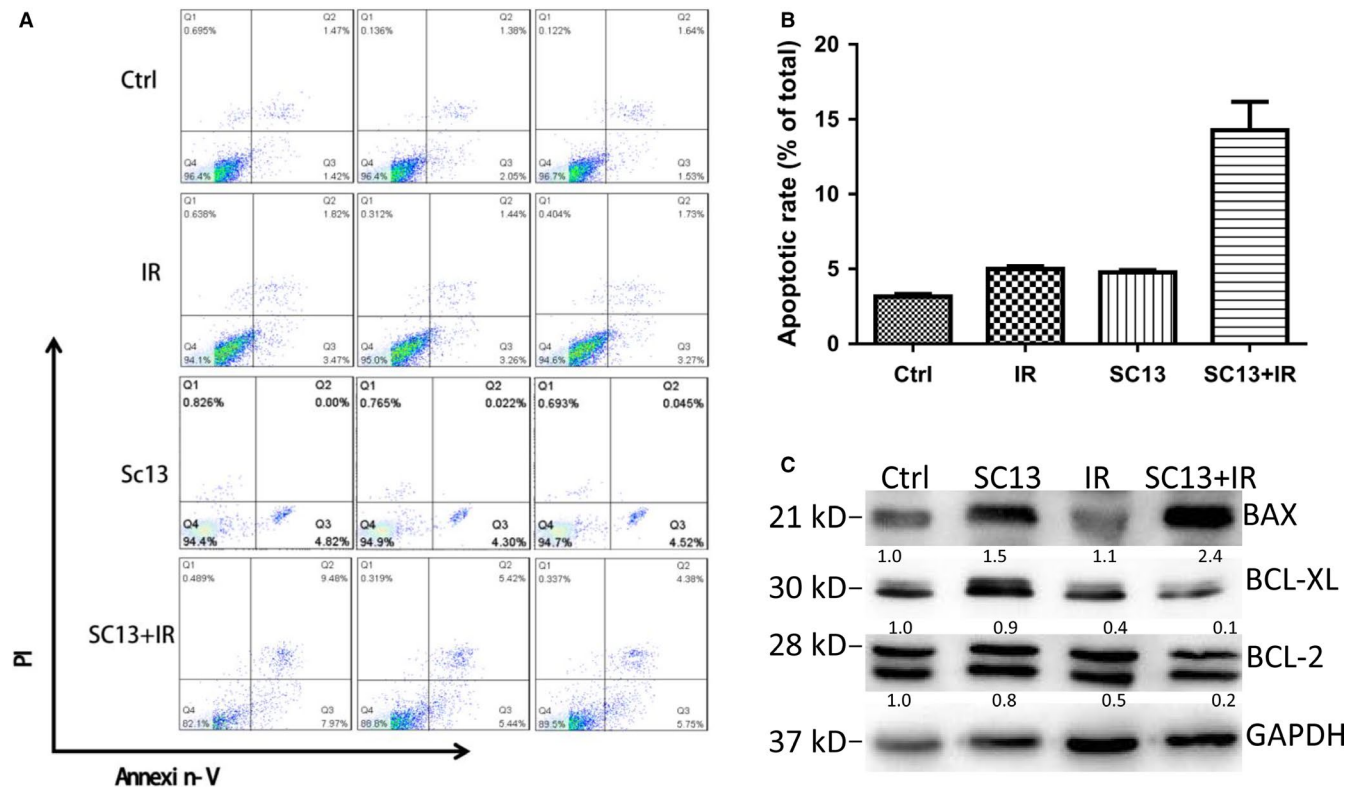 A
Ctrl
Q1 Q2 Q1 Q2 Q1 Q2
0.695% 1.47% 0.136% 1.38% 0.122% 1.64%
Q4 Q3 Q4 Q3 Q4 Q3
96.4% 1.42% 96.4% 2.05% 96.7% 1.53%
IR
Q1 Q2 Q1 Q2 Q1 Q2
0.638% 1.82% 0.312% 1.44% 0.404% 1.73%
Q4 Q3 Q4 Q3 Q4 Q3
94.1% 3.47% 95.0% 3.26% 94.6% 3.27%
Sc13
Q1 Q2 Q1 Q2 Q1 Q2
0.826% 0.00% 0.765% 0.022% 0.693% 0.045%
Q4 Q3 Q4 Q3 Q4 Q3
94.4% 4.82% 94.9% 4.30% 94.7% 4.52%
SC13+IR
Q1 Q2 Q1 Q2 Q1 Q2
0.489% 9.48% 0.319% 5.42% 0.337% 4.38%
Q4 Q3 Q4 Q3 Q4 Q3
82.1% 7.97% 88.8% 5.44% 89.5% 5.75%
PI
Annexin-V
B
Apoptotic rate (% of total)
20
15
10
5
0
Ctrl IR SC13 SC13+IR
C
Ctrl SC13 IR SC13+IR
21 kD BAX
1.0 1.5 1.1 2.4
30 kD BCL-XL
1.0 0.9 0.4 0.1
28 kD BCL-2
1.0 0.8 0.5 0.2
37 kD GAPDH